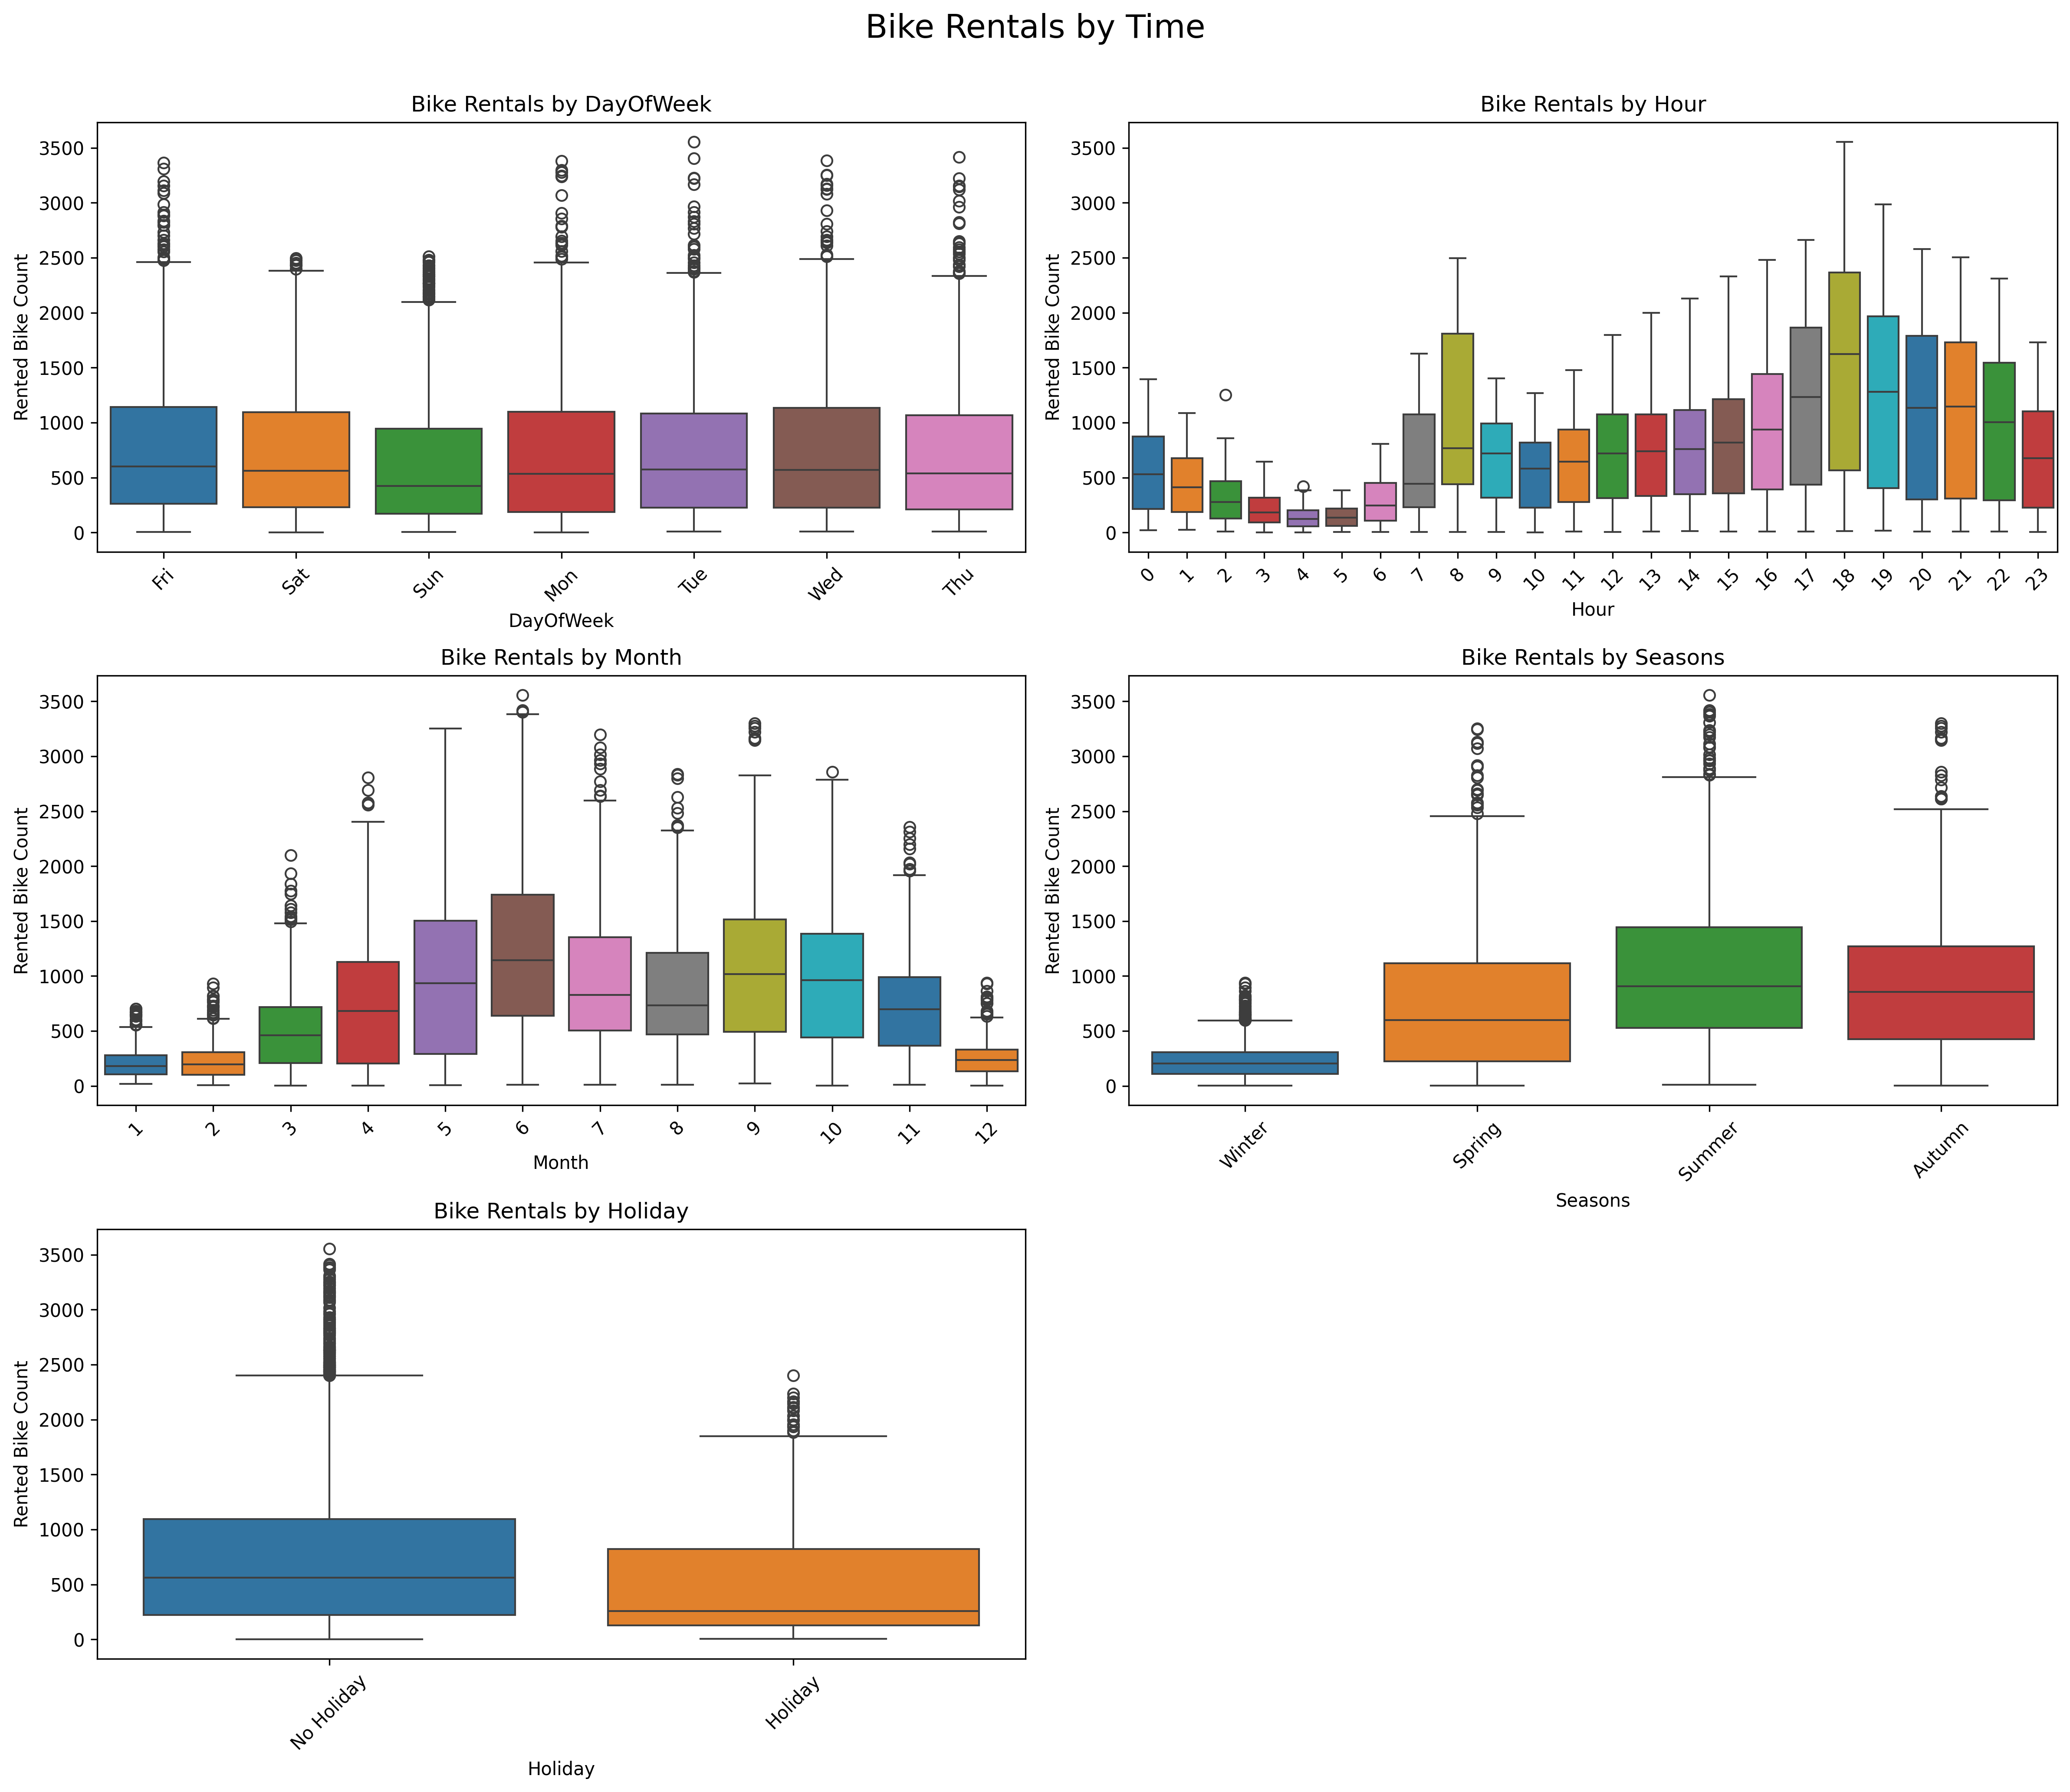 Bike Rentals by Time
Bike Rentals by DayOfWeek
Rented Bike Count
3500
3000
2500
2000
1500
1000
500
0
Fri Sat Sun Mon Tue Wed Thu
DayOfWeek
Bike Rentals by Hour
Rented Bike Count
3500
3000
2500
2000
1500
1000
500
0
0 1 2 3 4 5 6 7 8 9 10 11 12 13 14 15 16 17 18 19 20 21 22 23
Hour
Bike Rentals by Month
Rented Bike Count
3500
3000
2500
2000
1500
1000
500
0
1 2 3 4 5 6 7 8 9 10 11 12
Month
Bike Rentals by Seasons
Rented Bike Count
3500
3000
2500
2000
1500
1000
500
0
Winter Spring Summer Autumn
Seasons
Bike Rentals by Holiday
Rented Bike Count
3500
3000
2500
2000
1500
1000
500
0
No Holiday Holiday
Holiday